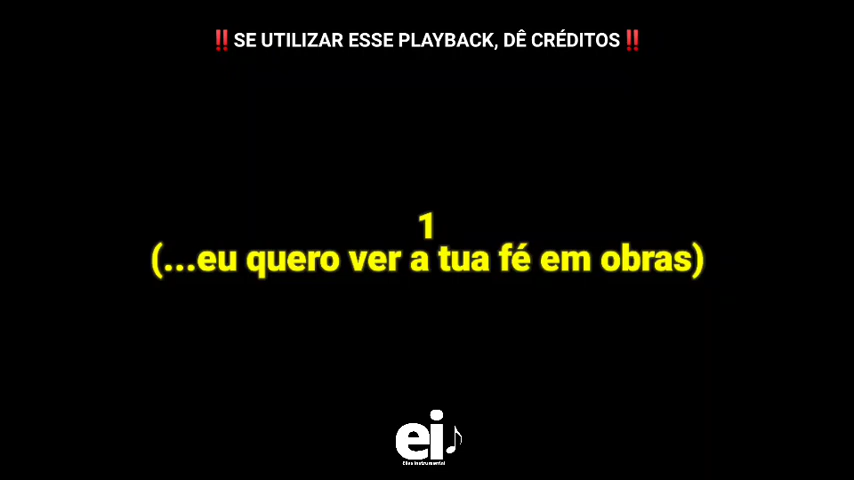 ‼️SE UTILIZAR ESSE PLAYBACK, DÊ CRÉDITOS‼️
1
(...eu quero ver a tua fé em obras)
ei